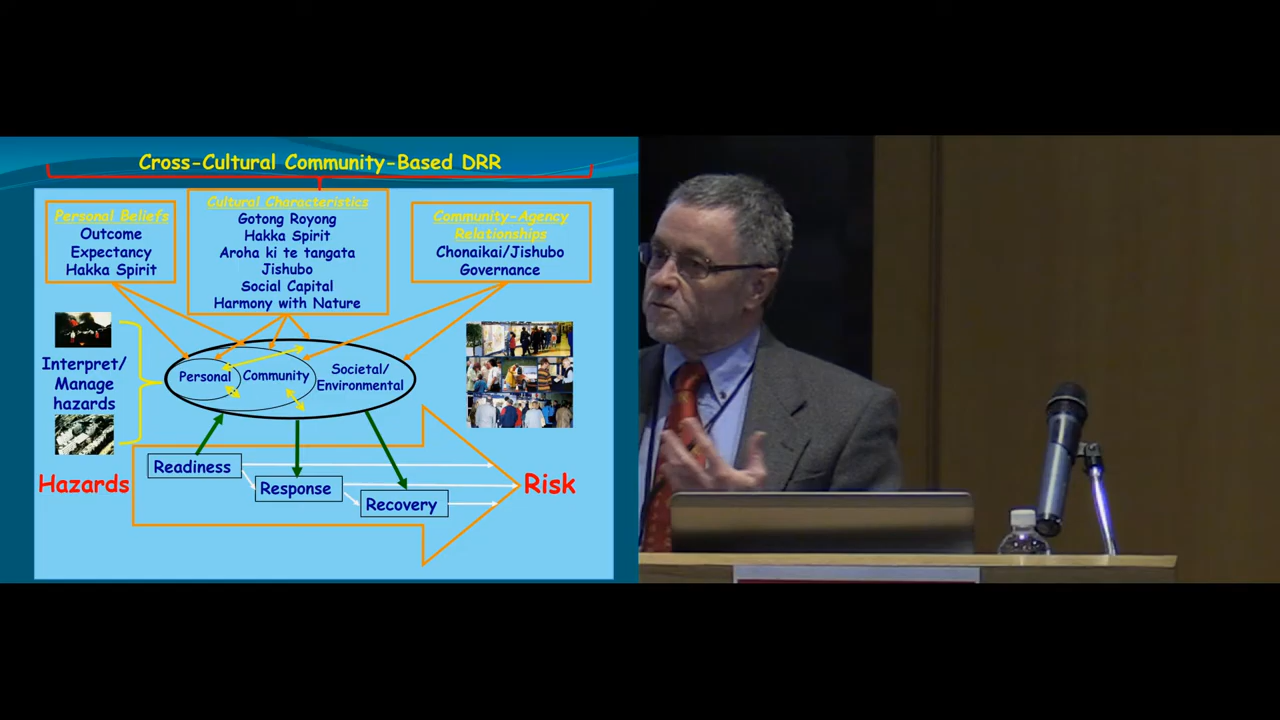 Cross-Cultural Community-Based DRR
Personal Beliefs
Outcome
Expectancy
Hakka Spirit
Cultural Characteristics
Gotong Royong
Hakka Spirit
Aroha ki te tangata
Jishubo
Social Capital
Harmony with Nature
Community-Agency
Relationships
Chonaikai/Jishubo
Governance
Interpret/
Manage
hazards
Personal
Community
Societal/
Environmental
Hazards
Readiness
Response
Recovery
Risk